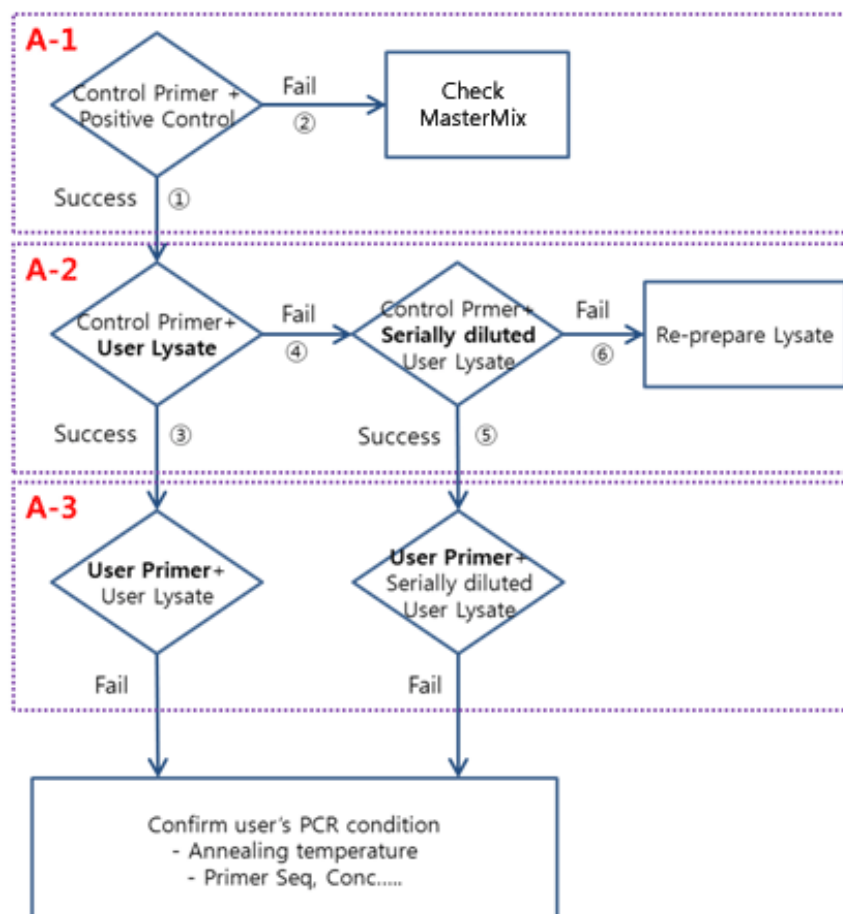 A-1
Control Primer +
Positive Control
Fail
②
Check
MasterMix
Success ①
A-2
Control Primer+
User Lysate
Fail
④
Control Prmer+
Serially diluted
User Lysate
Fail
⑥
Re-prepare Lysate
Success ③
Success ⑤
A-3
User Primer+
User Lysate
User Primer+
Serially diluted
User Lysate
Fail
Fail
Confirm user's PCR condition
- Annealing temperature
- Primer Seq, Conc.....